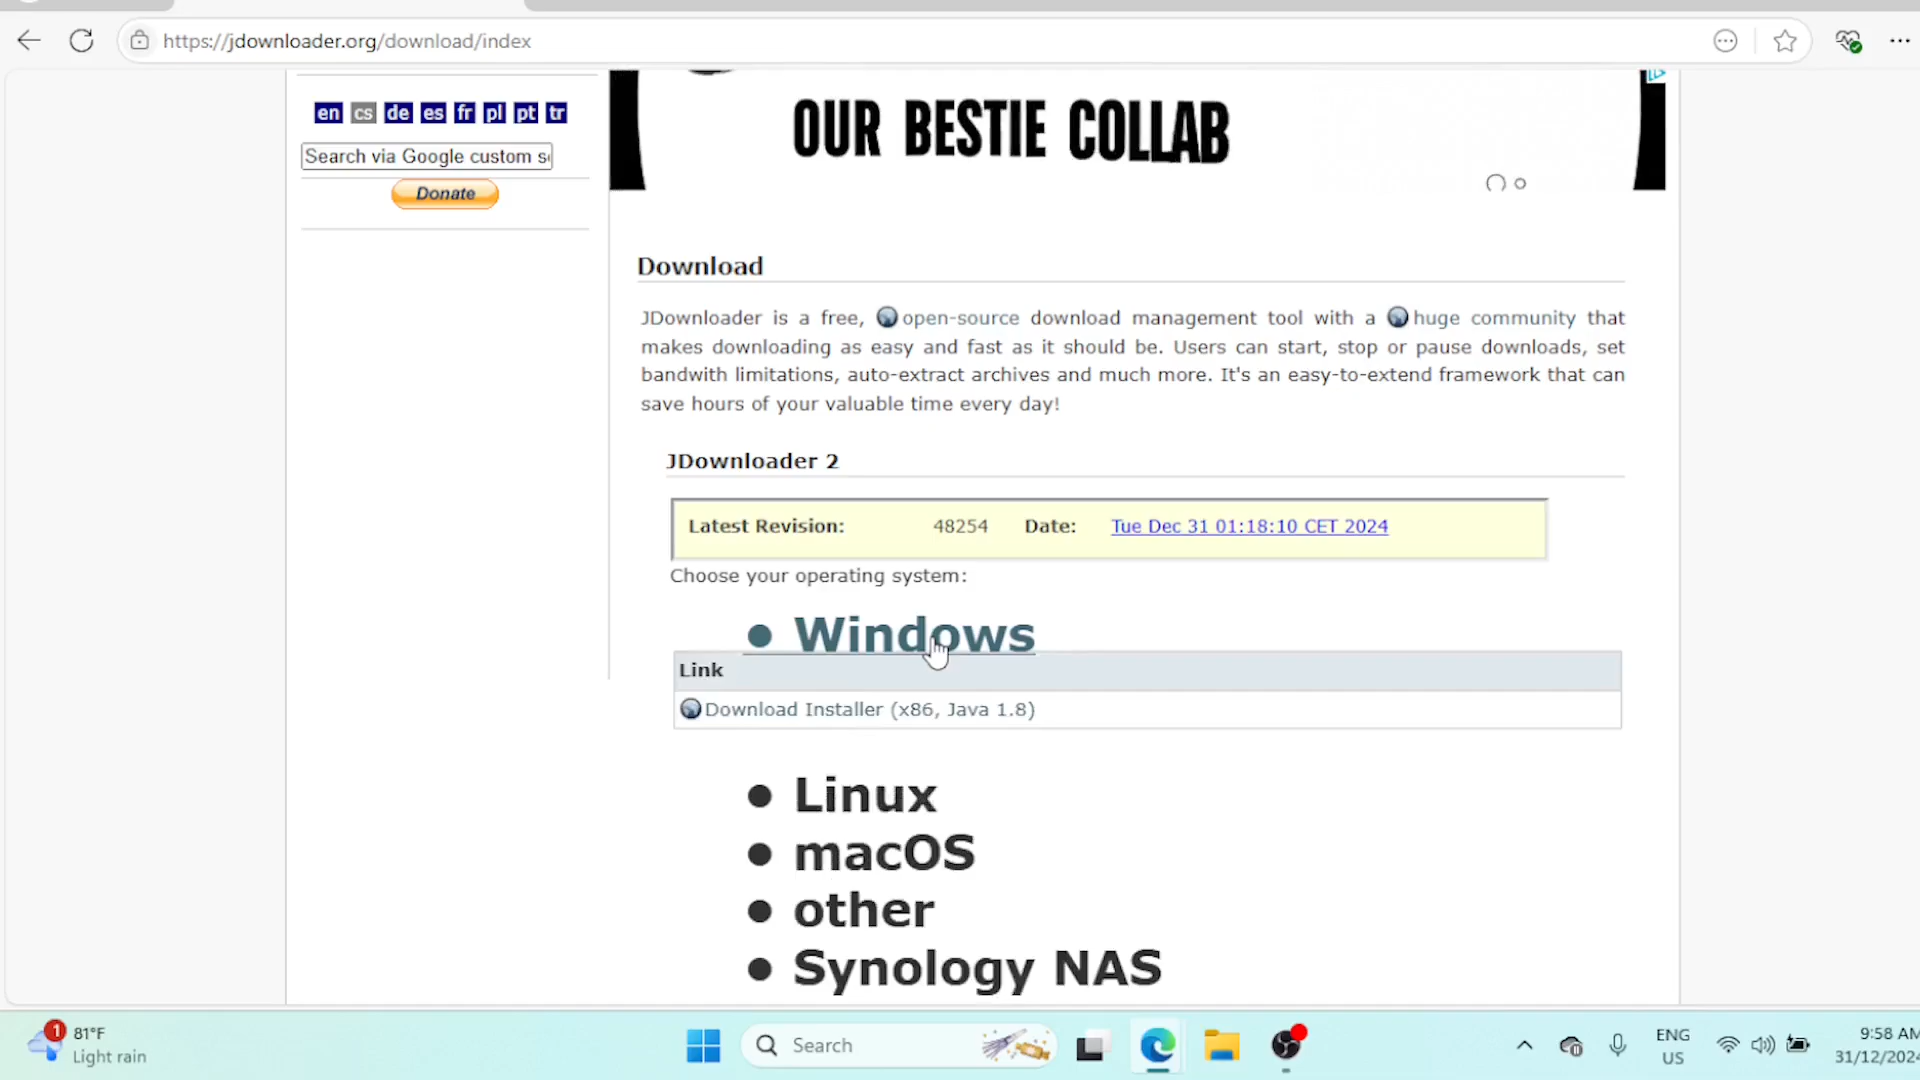 https://jdownloader.org/download/index
en cs de es fr pl pt tr
Search via Google custom s
Donate
OUR BESTIE COLLAB
Download
JDownloader is a free, open-source download management tool with a huge community that
makes downloading as easy and fast as it should be. Users can start, stop or pause downloads, set
bandwith limitations, auto-extract archives and much more. It's an easy-to-extend framework that can
save hours of your valuable time every day!
JDownloader 2
Latest Revision: 48254 Date: Tue Dec 31 01:18:10 CET 2024
Choose your operating system:
• Windows
Link
Download Installer (x86, Java 1.8)
• Linux
• macOS
• other
• Synology NAS
1
81°F
Light rain
Search
ENG
US
9:58 AM
31/12/2024